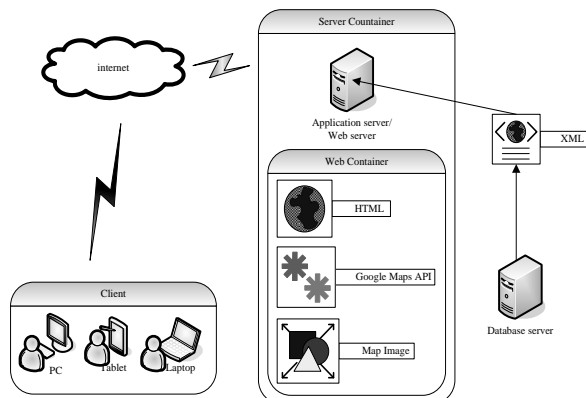 Server Countainer
internet
Application server/
Web server
XML
Web Container
HTML
Google Maps API
Map Image
Database server
Client
PC
Tablet
Laptop